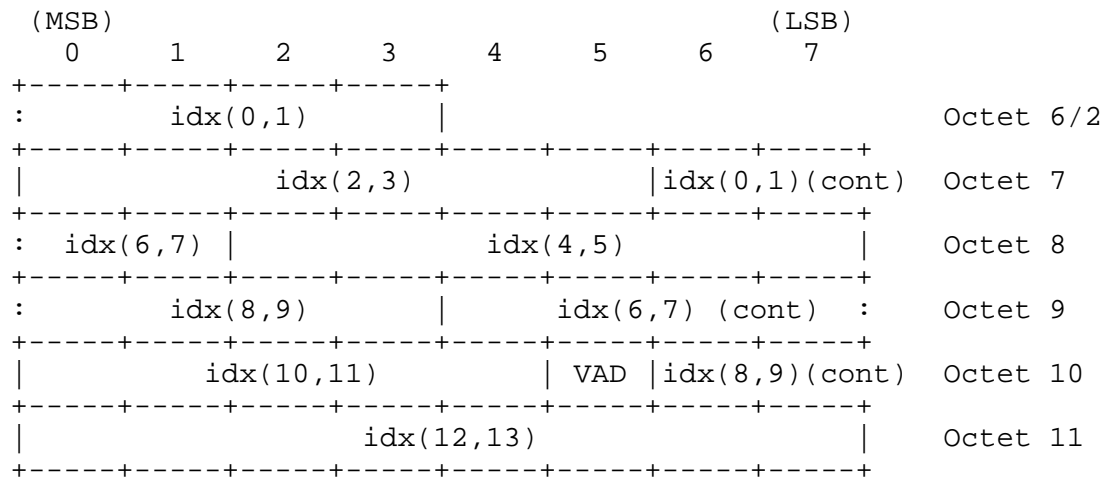 (MSB) (LSB)
0 1 2 3 4 5 6 7
+-----+-----+-----+-----+
: idx(0,1) | Octet 6/2
+-----+-----+-----+-----+-----+-----+-----+-----+
| idx(2,3) |idx(0,1)(cont) Octet 7
+-----+-----+-----+-----+-----+-----+-----+-----+
: idx(6,7) | idx(4,5) | Octet 8
+-----+-----+-----+-----+-----+-----+-----+-----+
: idx(8,9) | idx(6,7) (cont) : Octet 9
+-----+-----+-----+-----+-----+-----+-----+-----+
| idx(10,11) | VAD |idx(8,9)(cont) Octet 10
+-----+-----+-----+-----+-----+-----+-----+-----+
| idx(12,13) | Octet 11
+-----+-----+-----+-----+-----+-----+-----+-----+